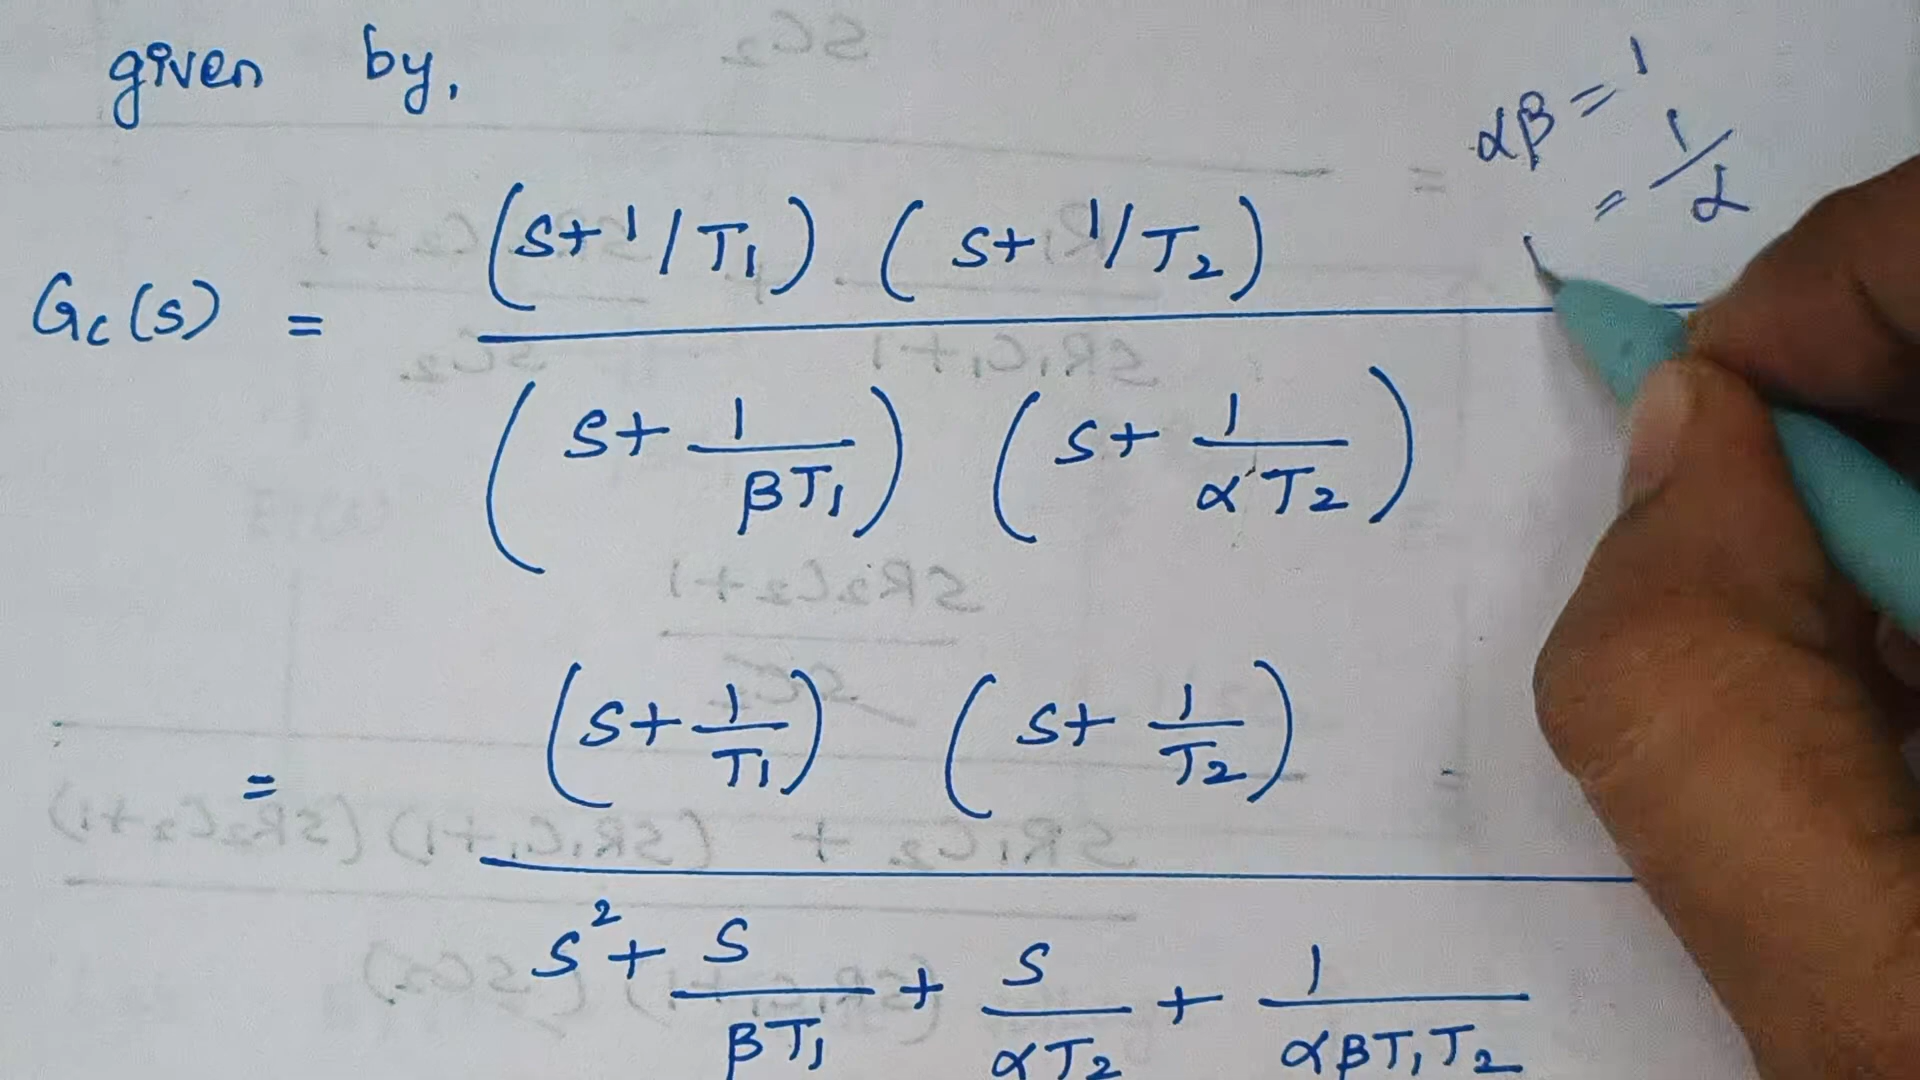 given by,
αβ = 1
= 1/α
Gc(s) = (s+1/T1) (s+1/T2)
(s+ 1/βT1) (s+ 1/αT2)
= (s+ 1/T1) (s+ 1/T2)
s² + s/βT1 + s/αT2 + 1/αβT1T2